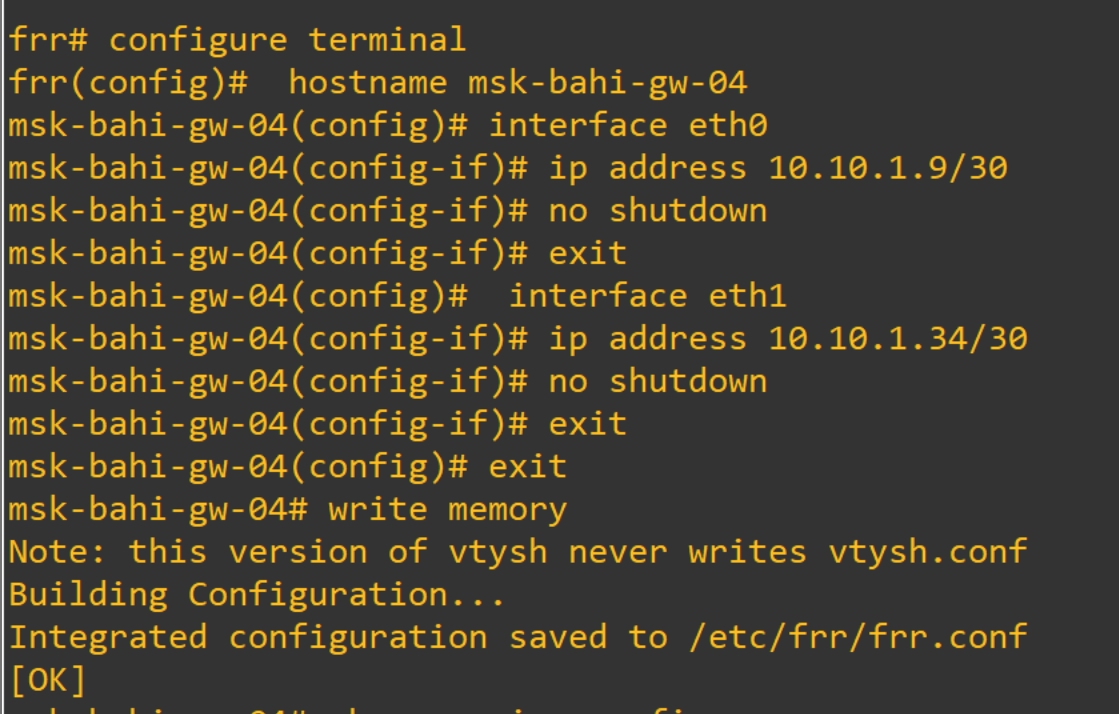 frr# configure terminal
frr(config)#  hostname msk-bahi-gw-04
msk-bahi-gw-04(config)# interface eth0
msk-bahi-gw-04(config-if)# ip address 10.10.1.9/30
msk-bahi-gw-04(config-if)# no shutdown
msk-bahi-gw-04(config-if)# exit
msk-bahi-gw-04(config)#  interface eth1
msk-bahi-gw-04(config-if)# ip address 10.10.1.34/30
msk-bahi-gw-04(config-if)# no shutdown
msk-bahi-gw-04(config-if)# exit
msk-bahi-gw-04(config)# exit
msk-bahi-gw-04# write memory
Note: this version of vtysh never writes vtysh.conf
Building Configuration...
Integrated configuration saved to /etc/frr/frr.conf
[OK]